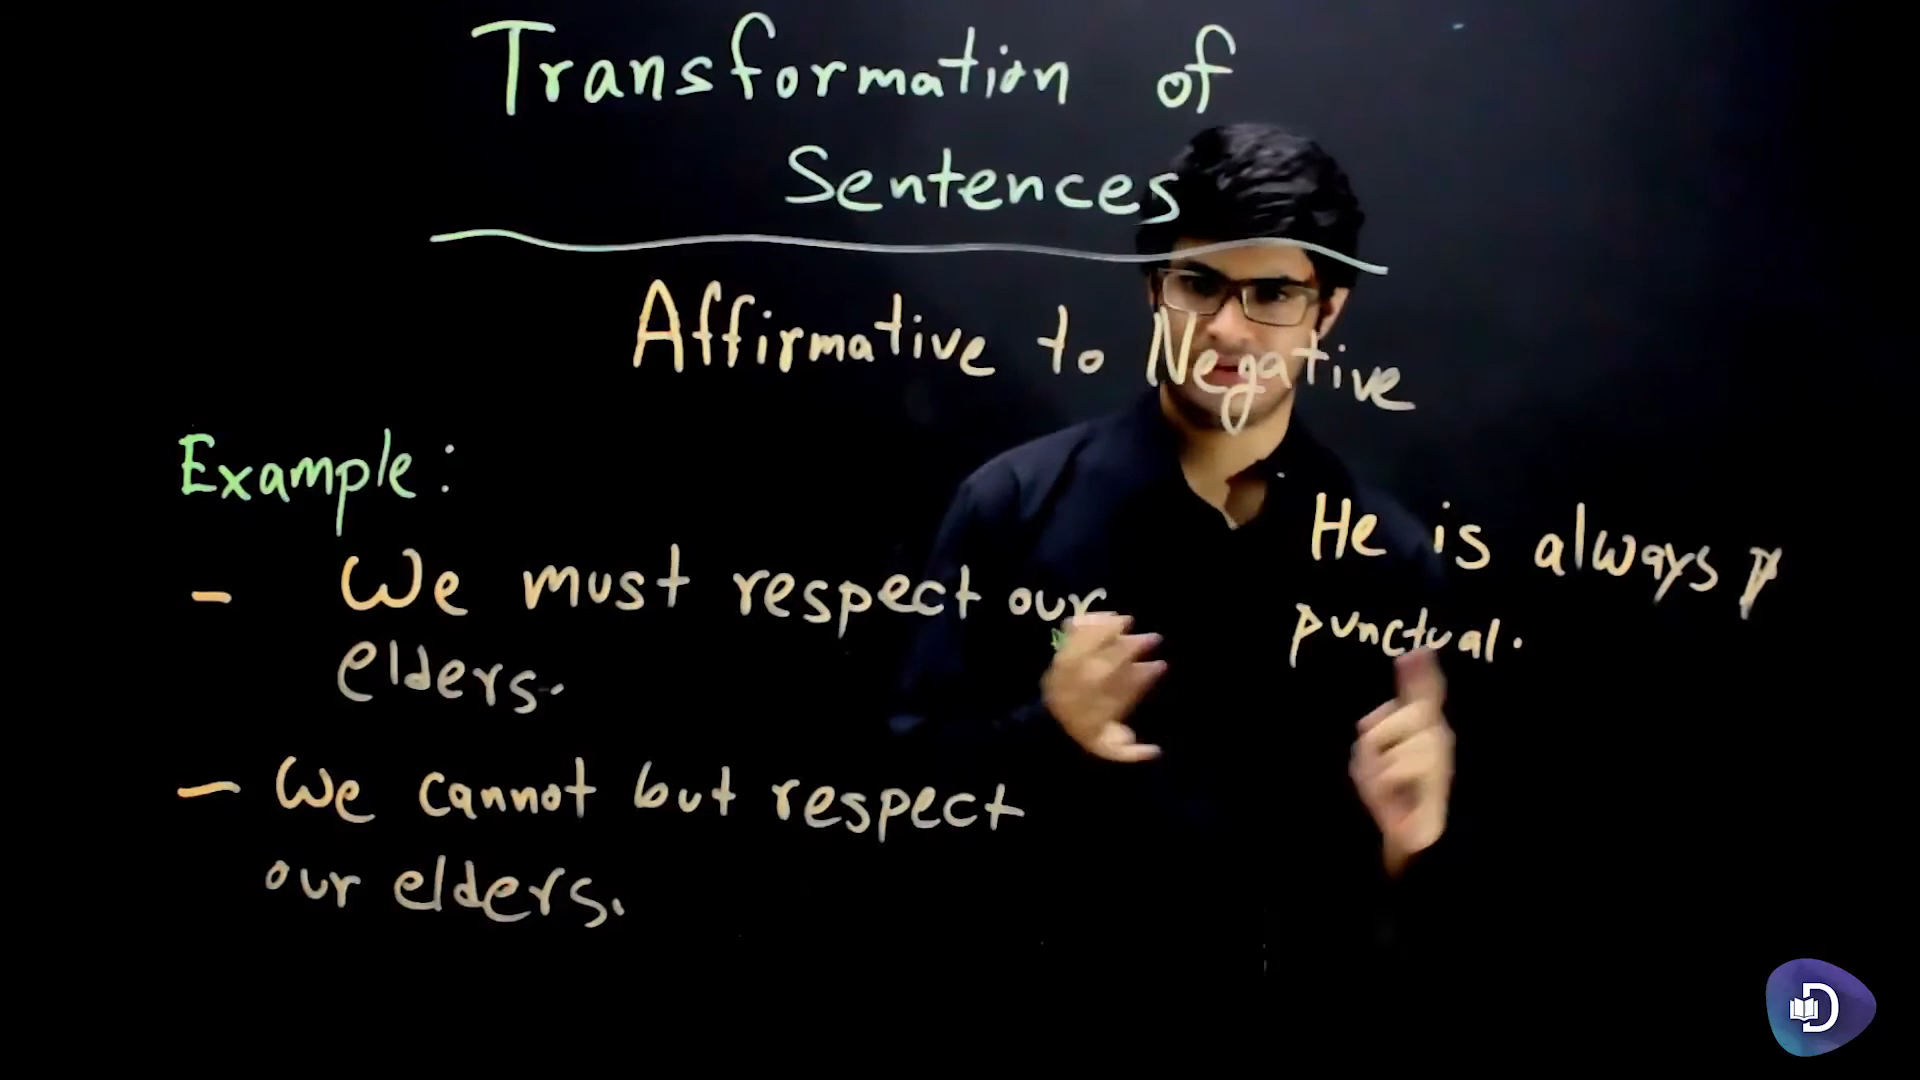 Transformation of
Sentences
Affirmative to Negative
Example:
- We must respect our
elders.
- We cannot but respect
our elders.
He is always p
punctual.
D